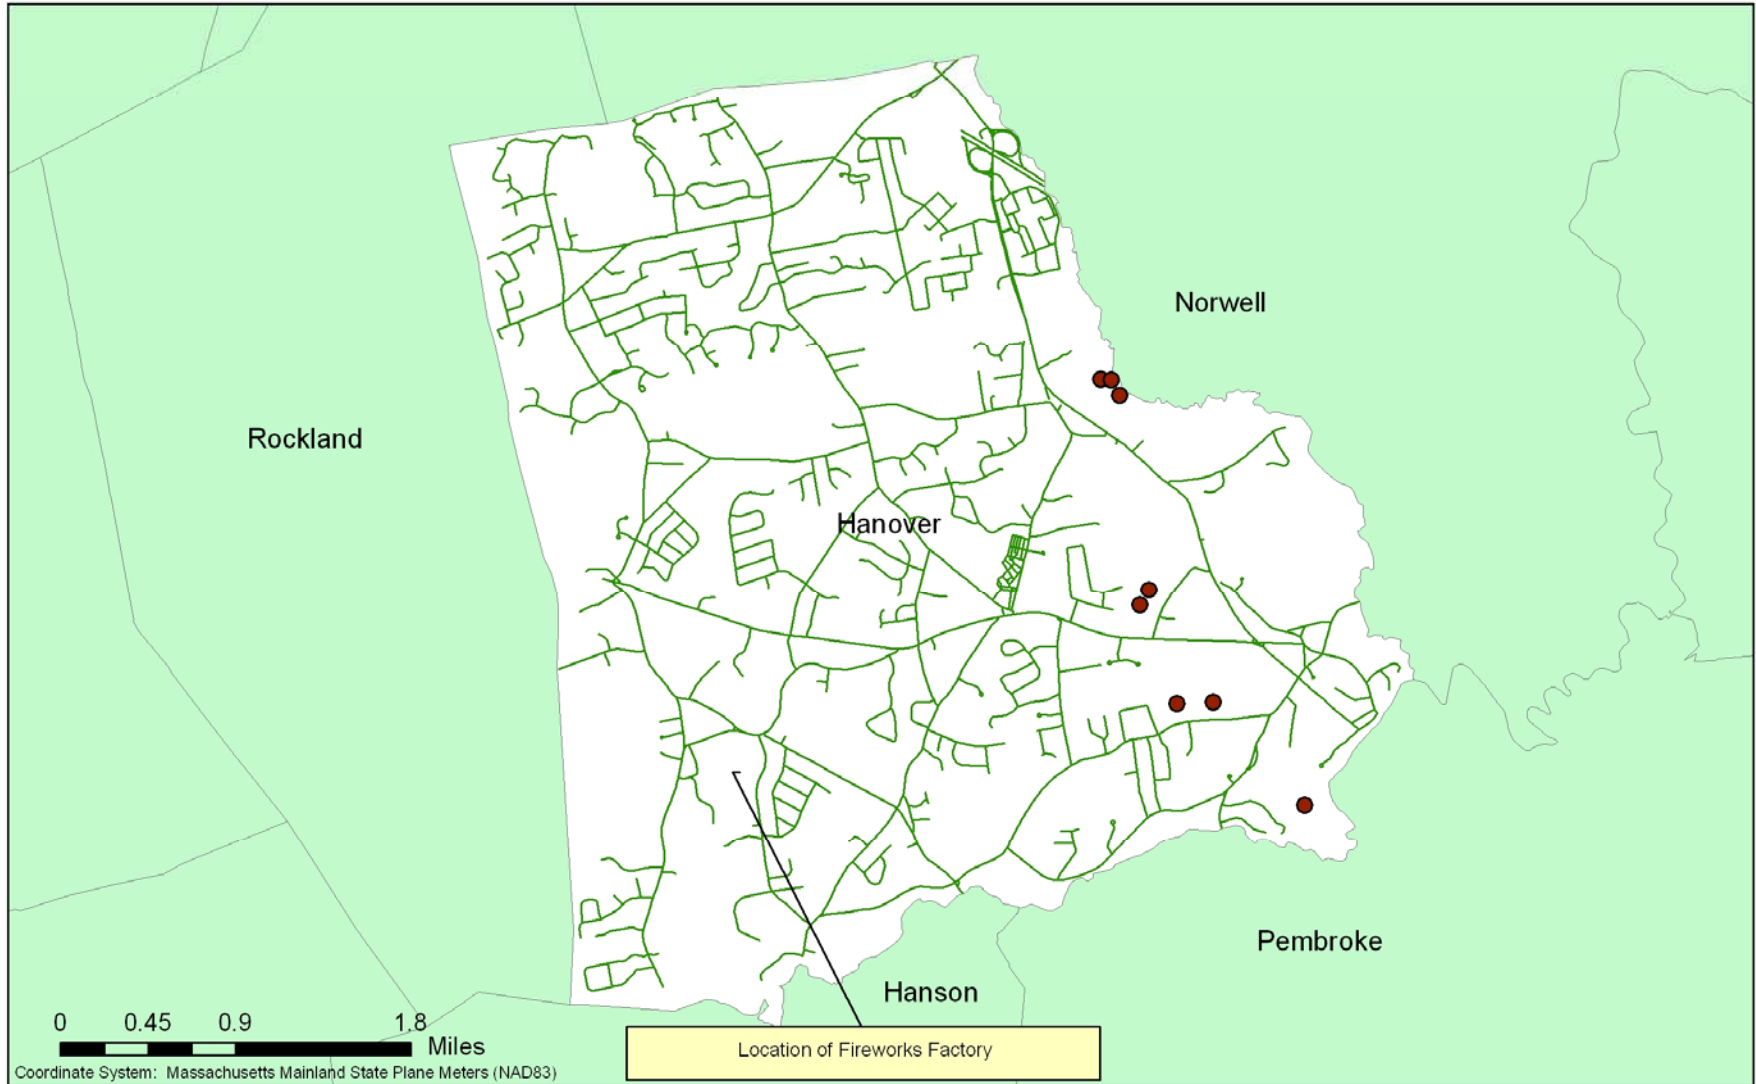 Norwell
Rockland
Hanover
Pembroke
Hanson
0 0.45 0.9 1.8
Miles
Location of Fireworks Factory
Coordinate System: Massachusetts Mainland State Plane Meters (NAD83)